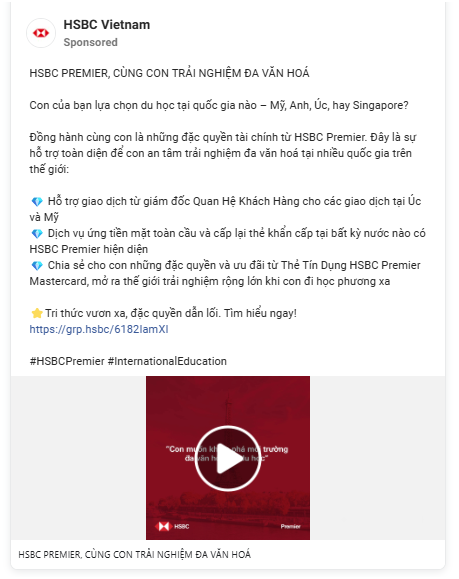 HSBC Vietnam
Sponsored
HSBC PREMIER, CÙNG CON TRẢI NGHIỆM ĐA VĂN HOÁ
Con của bạn lựa chọn du học tại quốc gia nào – Mỹ, Anh, Úc, hay Singapore?
Đồng hành cùng con là những đặc quyền tài chính từ HSBC Premier. Đây là sự
hỗ trợ toàn diện để con an tâm trải nghiệm đa văn hoá tại nhiều quốc gia trên
thế giới:
💎 Hỗ trợ giao dịch từ giám đốc Quan Hệ Khách Hàng cho các giao dịch tại Úc
và Mỹ
💎 Dịch vụ ứng tiền mặt toàn cầu và cấp lại thẻ khẩn cấp tại bất kỳ nước nào có
HSBC Premier hiện diện
💎 Chia sẻ cho con những đặc quyền và ưu đãi từ Thẻ Tín Dụng HSBC Premier
Mastercard, mở ra thế giới trải nghiệm rộng lớn khi con đi học phương xa
⭐Tri thức vươn xa, đặc quyền dẫn lối. Tìm hiểu ngay!
https://grp.hsbc/6182IamXl
#HSBCPremier #InternationalEducation
"Con muốn phá môi trường
đa văn du học"
HSBC
Premier
HSBC PREMIER, CÙNG CON TRẢI NGHIỆM ĐA VĂN HOÁ